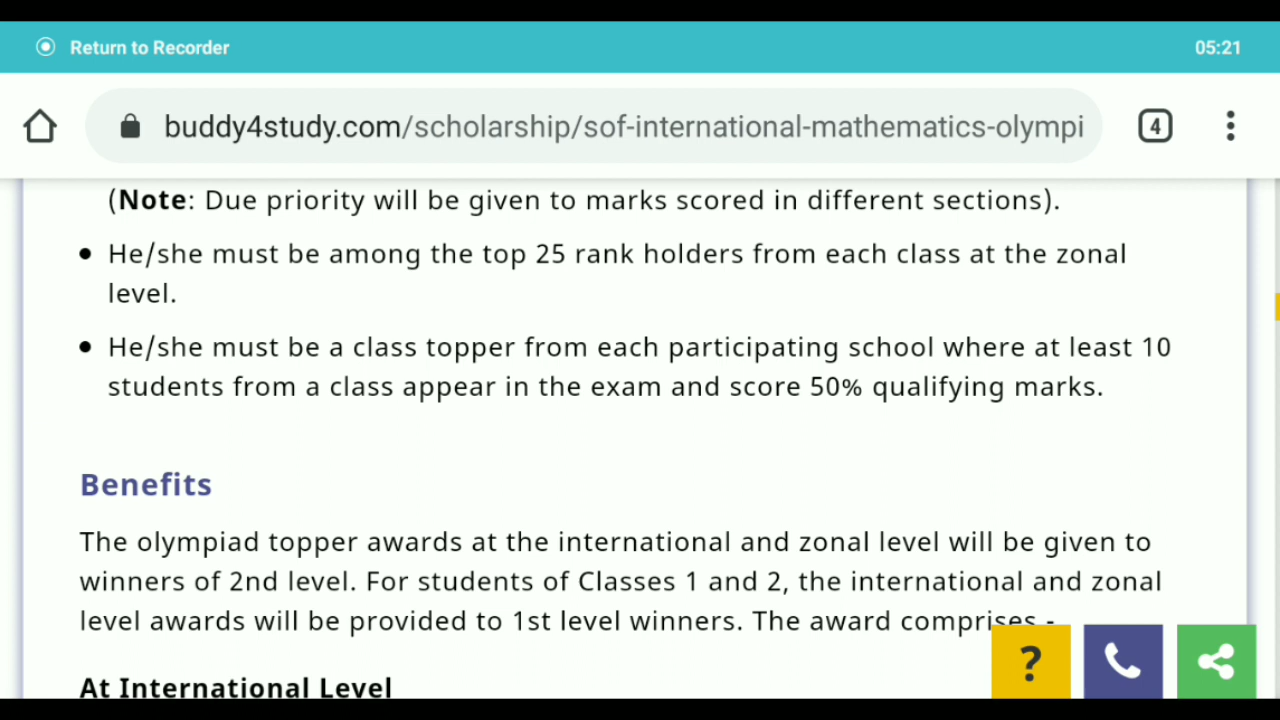 Return to Recorder 05:21
buddy4study.com/scholarship/sof-international-mathematics-olympi 4
(Note: Due priority will be given to marks scored in different sections).
• He/she must be among the top 25 rank holders from each class at the zonal
level.
• He/she must be a class topper from each participating school where at least 10
students from a class appear in the exam and score 50% qualifying marks.
Benefits
The olympiad topper awards at the international and zonal level will be given to
winners of 2nd level. For students of Classes 1 and 2, the international and zonal
level awards will be provided to 1st level winners. The award comprises -
?
At International Level